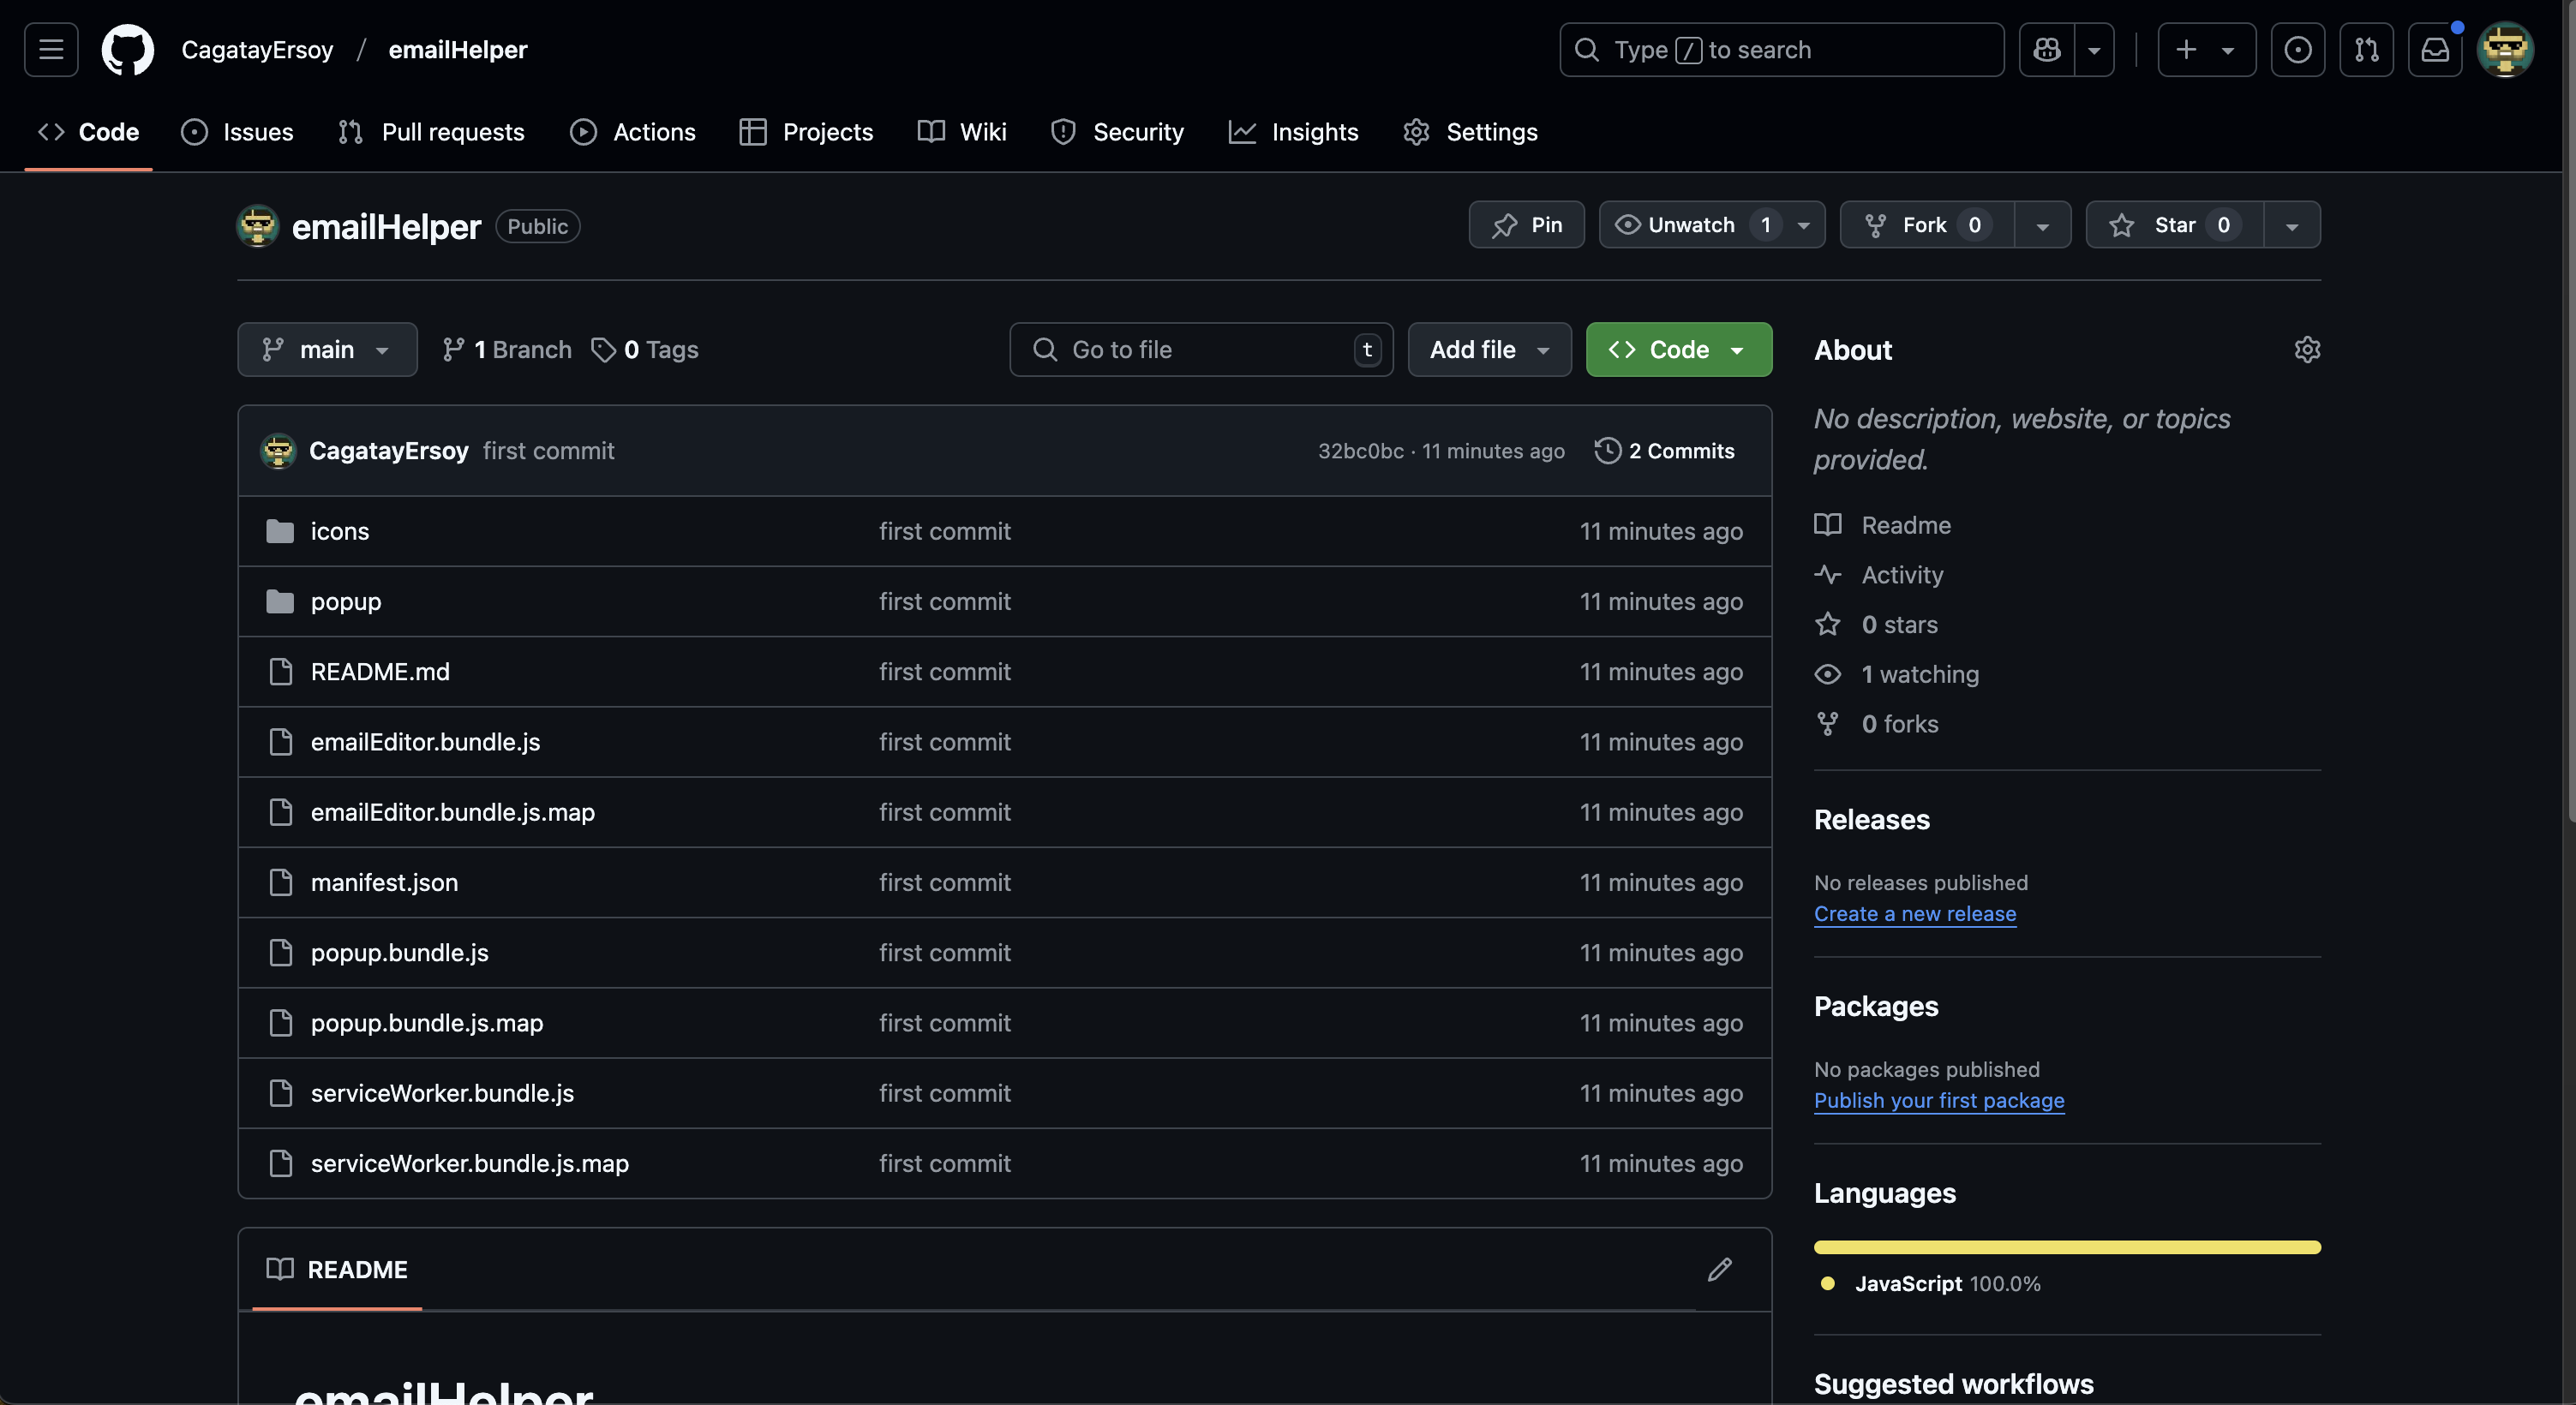 CagatayErsoy / emailHelper
Type / to search
Code Issues Pull requests Actions Projects Wiki Security Insights Settings
emailHelper Public
Pin Unwatch 1 Fork 0 Star 0
main 1 Branch 0 Tags Go to file t Add file Code
CagatayErsoy first commit 32bc0bc · 11 minutes ago 2 Commits
icons first commit 11 minutes ago
popup first commit 11 minutes ago
README.md first commit 11 minutes ago
emailEditor.bundle.js first commit 11 minutes ago
emailEditor.bundle.js.map first commit 11 minutes ago
manifest.json first commit 11 minutes ago
popup.bundle.js first commit 11 minutes ago
popup.bundle.js.map first commit 11 minutes ago
serviceWorker.bundle.js first commit 11 minutes ago
serviceWorker.bundle.js.map first commit 11 minutes ago
README
emailHelper
About
No description, website, or topics
provided.
Readme
Activity
0 stars
1 watching
0 forks
Releases
No releases published
Create a new release
Packages
No packages published
Publish your first package
Languages
JavaScript 100.0%
Suggested workflows